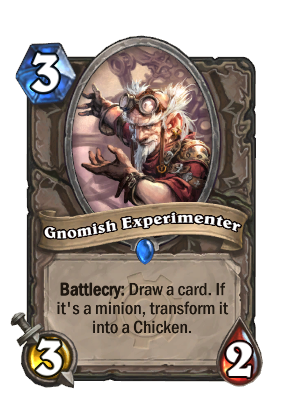 3
Gnomish Experimenter
Battlecry: Draw a card. If
it's a minion, transform it
into a Chicken.
3
2